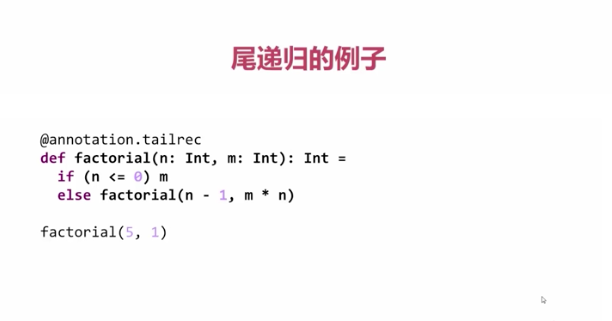 尾递归的例子
@annotation.tailrec
def factorial(n: Int, m: Int): Int =
  if (n <= 0) m
  else factorial(n - 1, m * n)
factorial(5, 1)